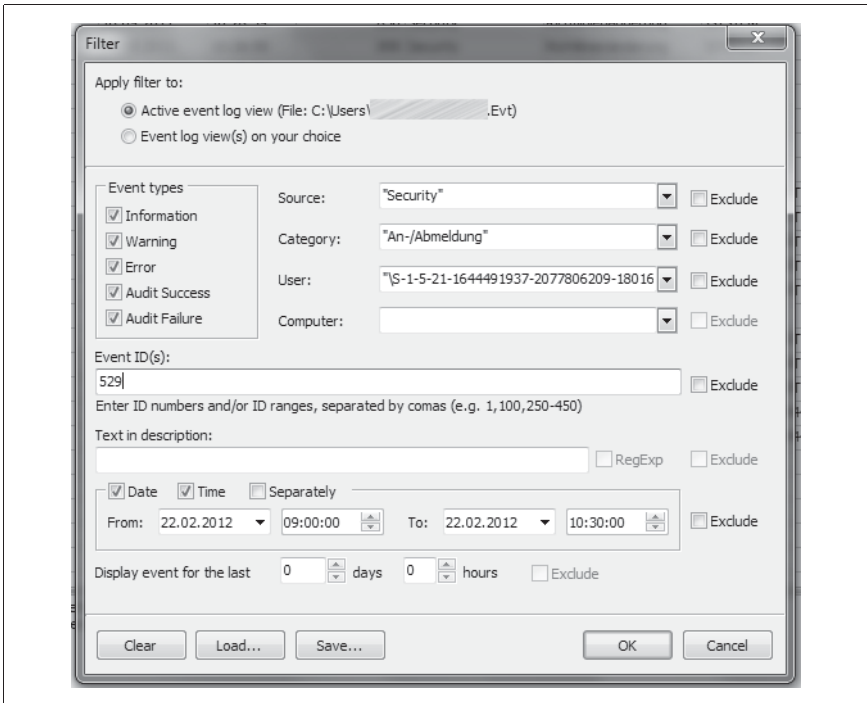 Filter
Apply filter to:
Active event log view (File: C:\Users\ .Evt)
Event log view(s) on your choice
Event types
Information
Warning
Error
Audit Success
Audit Failure
Source: "Security" Exclude
Category: "An-/Abmeldung" Exclude
User: "\S-1-5-21-1644491937-2077806209-18016 Exclude
Computer: Exclude
Event ID(s):
529 Exclude
Enter ID numbers and/or ID ranges, separated by comas (e.g. 1,100,250-450)
Text in description:
RegExp Exclude
Date Time Separately
From: 22.02.2012 09:00:00 To: 22.02.2012 10:30:00 Exclude
Display event for the last 0 days 0 hours Exclude
Clear Load... Save... OK Cancel